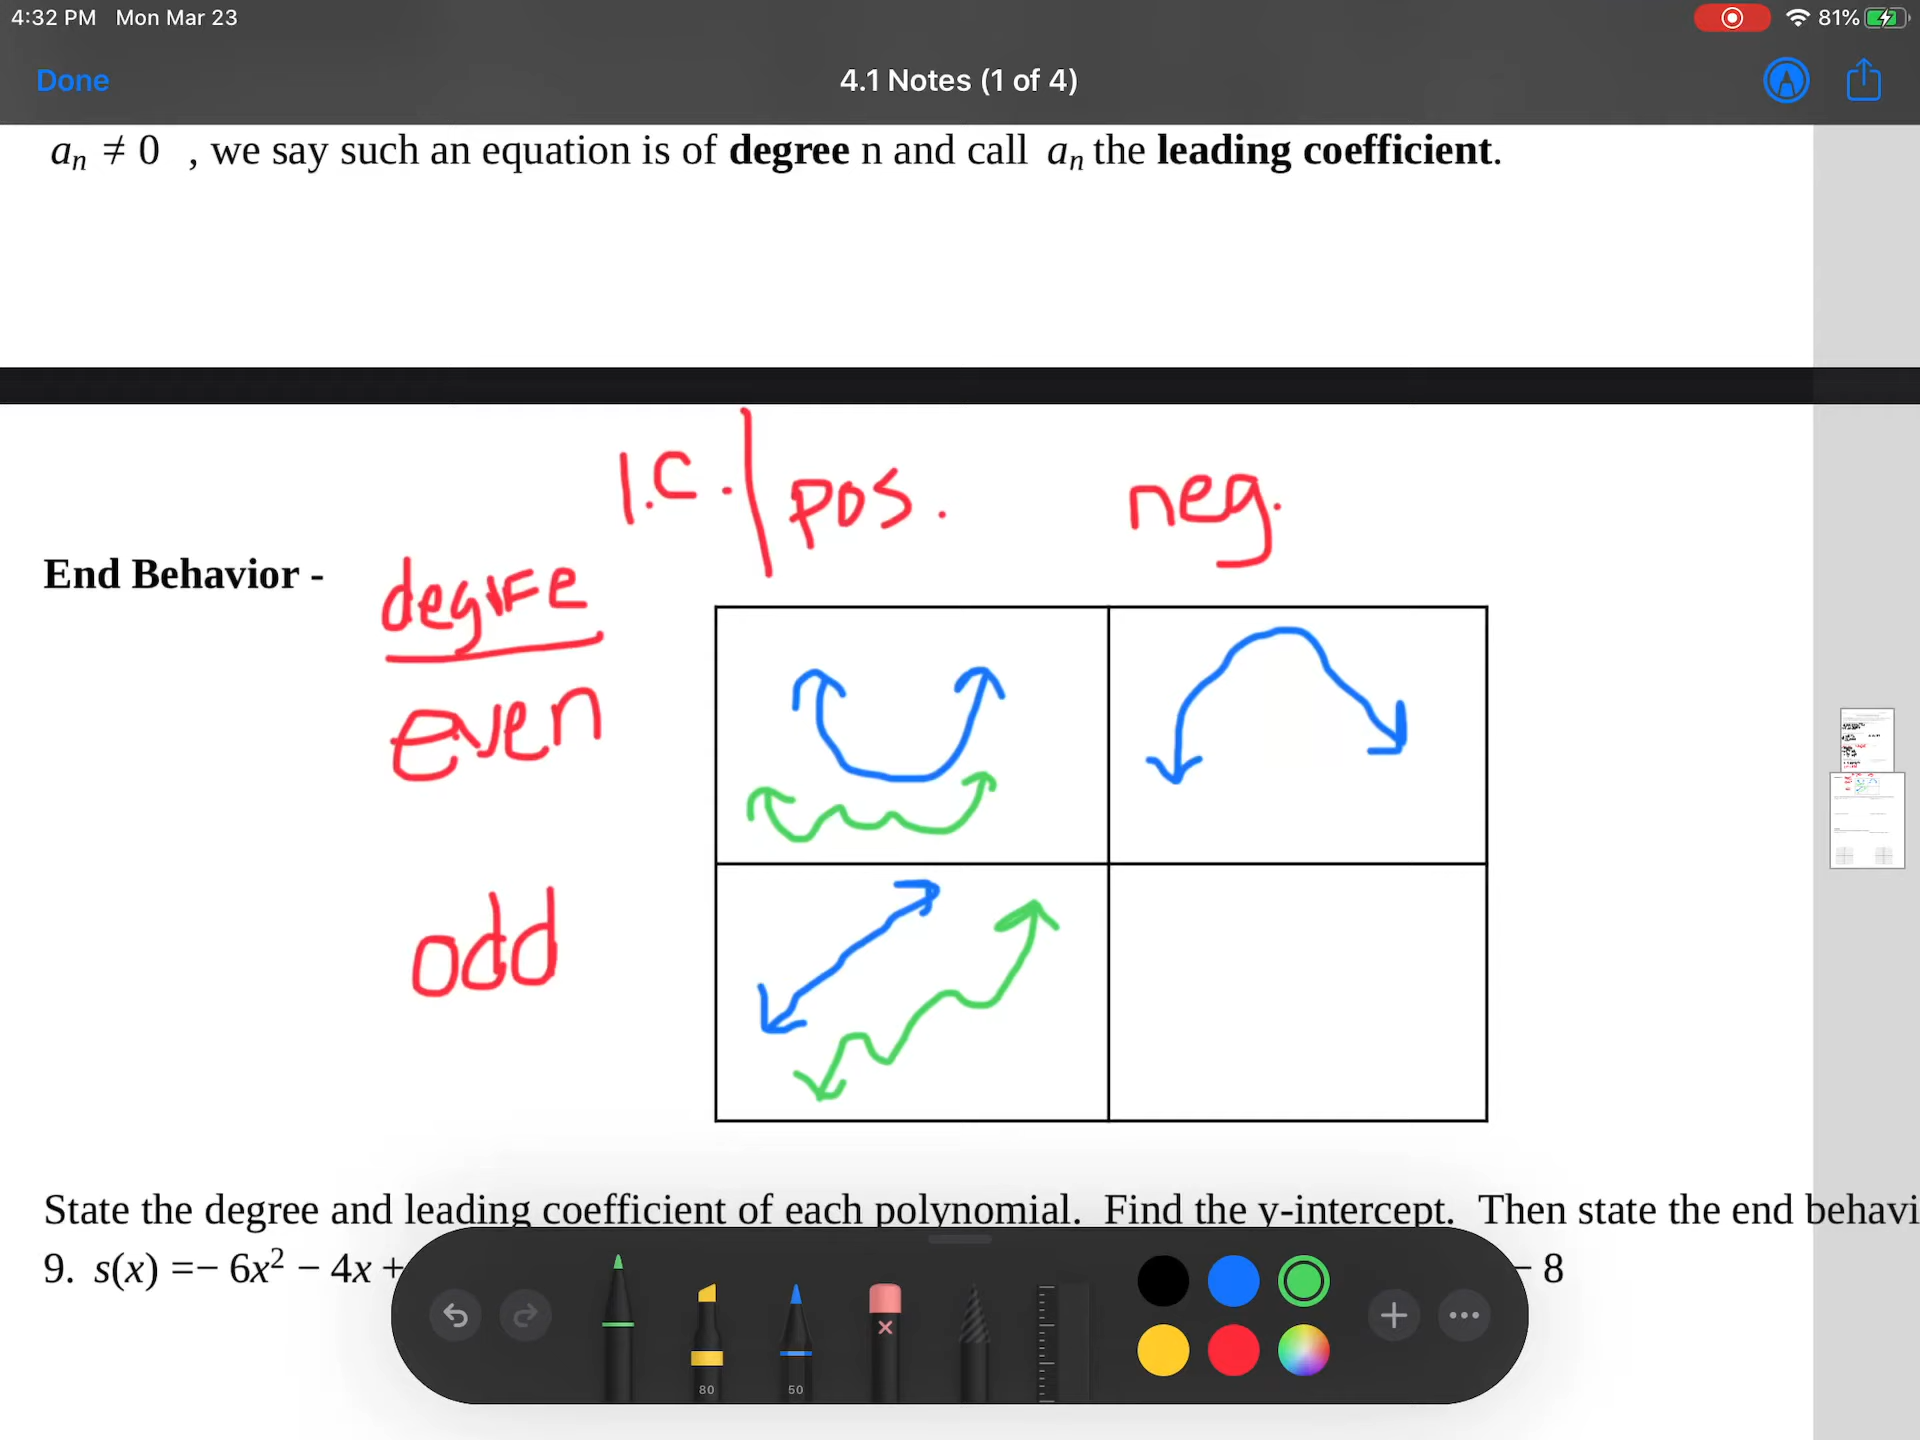 4:32 PM Mon Mar 23 81%
Done 4.1 Notes (1 of 4)
aₙ ≠ 0 , we say such an equation is of degree n and call aₙ the leading coefficient.
l.c. pos. neg.
End Behavior - degree
even
odd
State the degree and leading coefficient of each polynomial. Find the y-intercept. Then state the end behavi
9. s(x) =− 6x² − 4x + − 8
80 50